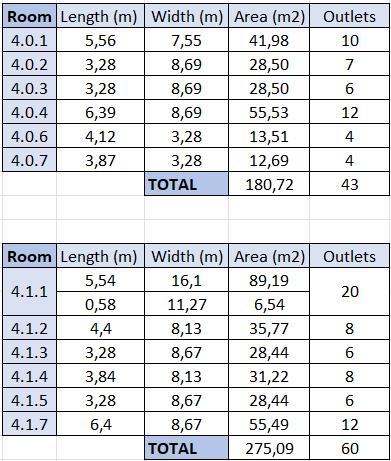 Room Length (m) Width (m) Area (m2) Outlets
4.0.1 5,56 7,55 41,98 10
4.0.2 3,28 8,69 28,50 7
4.0.3 3,28 8,69 28,50 6
4.0.4 6,39 8,69 55,53 12
4.0.6 4,12 3,28 13,51 4
4.0.7 3,87 3,28 12,69 4
TOTAL 180,72 43
Room Length (m) Width (m) Area (m2) Outlets
4.1.1 5,54 16,1 89,19 20
0,58 11,27 6,54
4.1.2 4,4 8,13 35,77 8
4.1.3 3,28 8,67 28,44 6
4.1.4 3,84 8,13 31,22 8
4.1.5 3,28 8,67 28,44 6
4.1.7 6,4 8,67 55,49 12
TOTAL 275,09 60